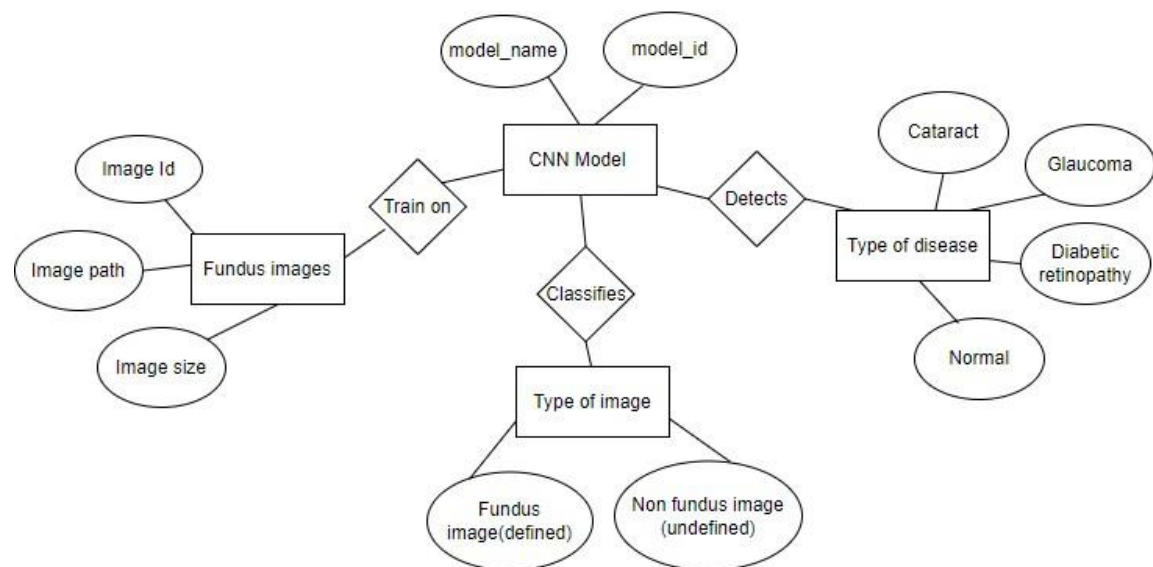 model_name
model_id
CNN Model
Cataract
Glaucoma
Image Id
Train on
Detects
Type of disease
Diabetic
retinopathy
Image path
Fundus images
Classifies
Image size
Normal
Type of image
Fundus
image(defined)
Non fundus image
(undefined)